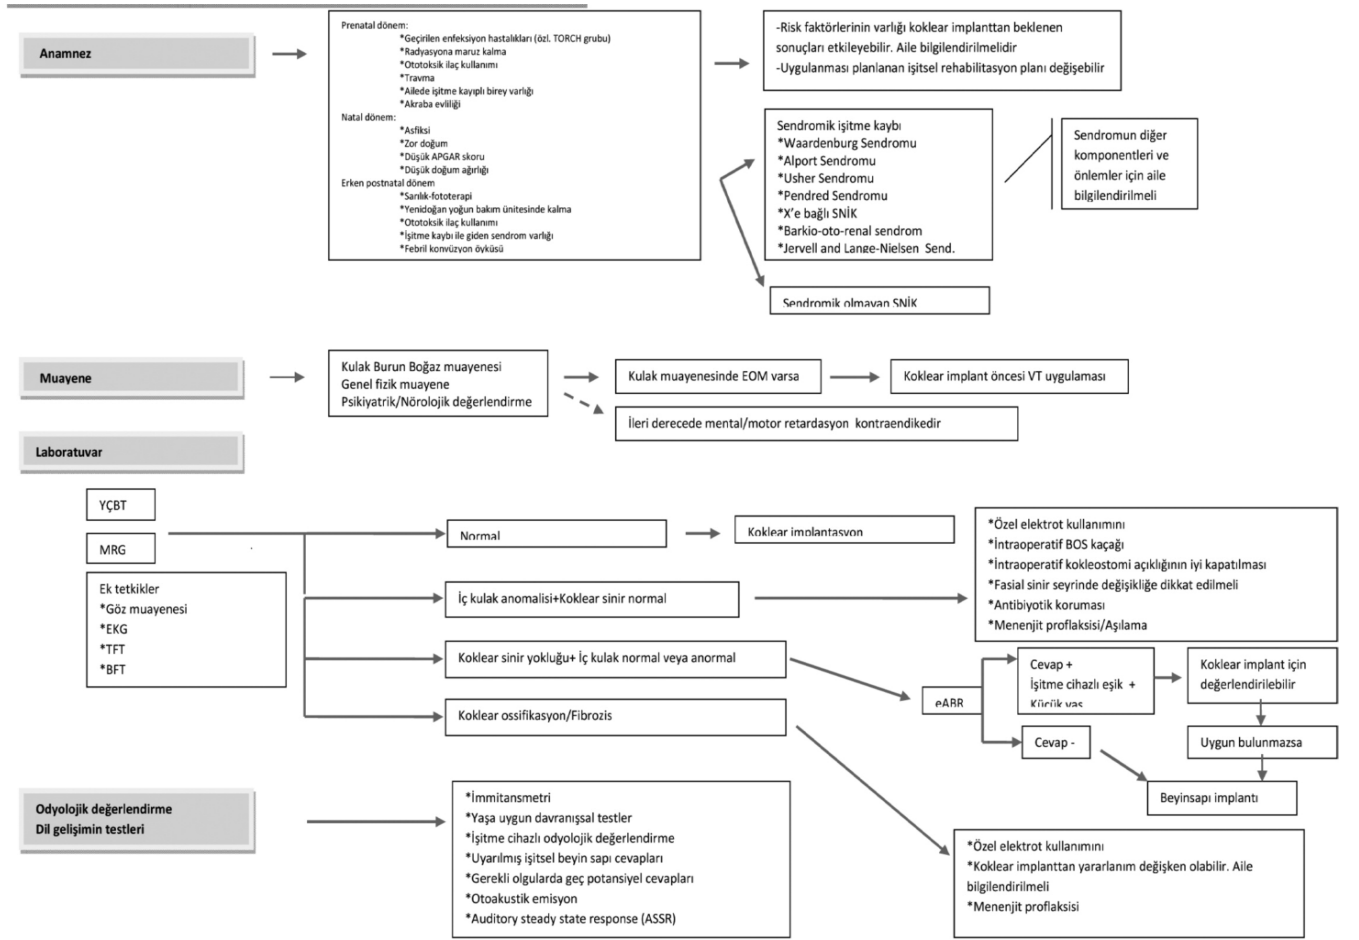 Anamnez
Prenatal dönem:
*Geçirilen enfeksiyon hastalıkları (özl. TORCH grubu)
*Radyasyona maruz kalma
*Ototoksik ilaç kullanımı
*Travma
*Ailede işitme kayıplı birey varlığı
*Akraba evliliği
Natal dönem:
*Asfiksi
*Zor doğum
*Düşük APGAR skoru
*Düşük doğum ağırlığı
Erken postnatal dönem
*Sarılık-fototerapi
*Yenidoğan yoğun bakım ünitesinde kalma
*Ototoksik ilaç kullanımı
*İşitme kaybı ile giden sendrom varlığı
*Febril konvüzyon öyküsü
-Risk faktörlerinin varlığı koklear implanttan beklenen
sonuçları etkileyebilir. Aile bilgilendirilmelidir
-Uygulanması planlanan işitsel rehabilitasyon planı değişebilir
Sendromik işitme kaybı
*Waardenburg Sendromu
*Alport Sendromu
*Usher Sendromu
*Pendred Sendromu
*X'e bağlı SNİK
*Barkio-oto-renal sendrom
*Jervell and Lange-Nielsen Send.
Sendromun diğer
komponentleri ve
önlemler için aile
bilgilendirilmeli
Sendromik olmayan SNİK
Muayene
Kulak Burun Boğaz muayenesi
Genel fizik muayene
Psikiyatrik/Nörolojik değerlendirme
Kulak muayenesinde EOM varsa
Koklear implant öncesi VT uygulaması
İleri derecede mental/motor retardasyon kontraendikedir
Laboratuvar
YÇBT
MRG
Ek tetkikler
*Göz muayenesi
*EKG
*TFT
*BFT
Normal
Koklear implantasyon
İç kulak anomalisi+Koklear sinir normal
*Özel elektrot kullanımını
*İntraoperatif BOS kaçağı
*İntraoperatif kokleostomi açıklığının iyi kapatılması
*Fasial sinir seyrinde değişikliğe dikkat edilmeli
*Antibiyotik koruması
*Menenjit proflaksisi/Aşılama
Koklear sinir yokluğu+ İç kulak normal veya anormal
eABR
Cevap +
İşitme cihazlı eşik +
Küçük yaş
Koklear implant için
değerlendirilebilir
Cevap -
Uygun bulunmazsa
Beyinsapı implantı
Koklear ossifikasyon/Fibrozis
*Özel elektrot kullanımını
*Koklear implanttan yararlanım değişken olabilir. Aile
bilgilendirilmeli
*Menenjit proflaksisi
Odyolojik değerlendirme
Dil gelişimin testleri
*İmmitansmetri
*Yaşa uygun davranışsal testler
*İşitme cihazlı odyolojik değerlendirme
*Uyarılmış işitsel beyin sapı cevapları
*Gerekli olgularda geç potansiyel cevapları
*Otoakustik emisyon
*Auditory steady state response (ASSR)